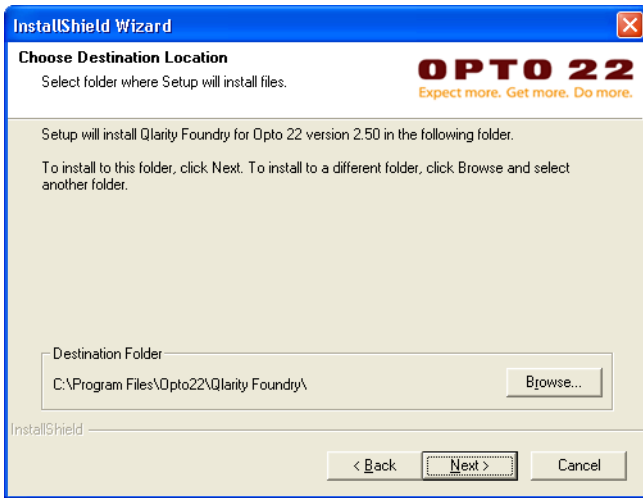 InstallShield Wizard
Choose Destination Location
Select folder where Setup will install files.
OPTO 22
Expect more. Get more. Do more.
Setup will install Qlarity Foundry for Opto 22 version 2.50 in the following folder.
To install to this folder, click Next. To install to a different folder, click Browse and select
another folder.
Destination Folder
C:\Program Files\Opto22\Qlarity Foundry\
Browse...
InstallShield
< Back
Next >
Cancel